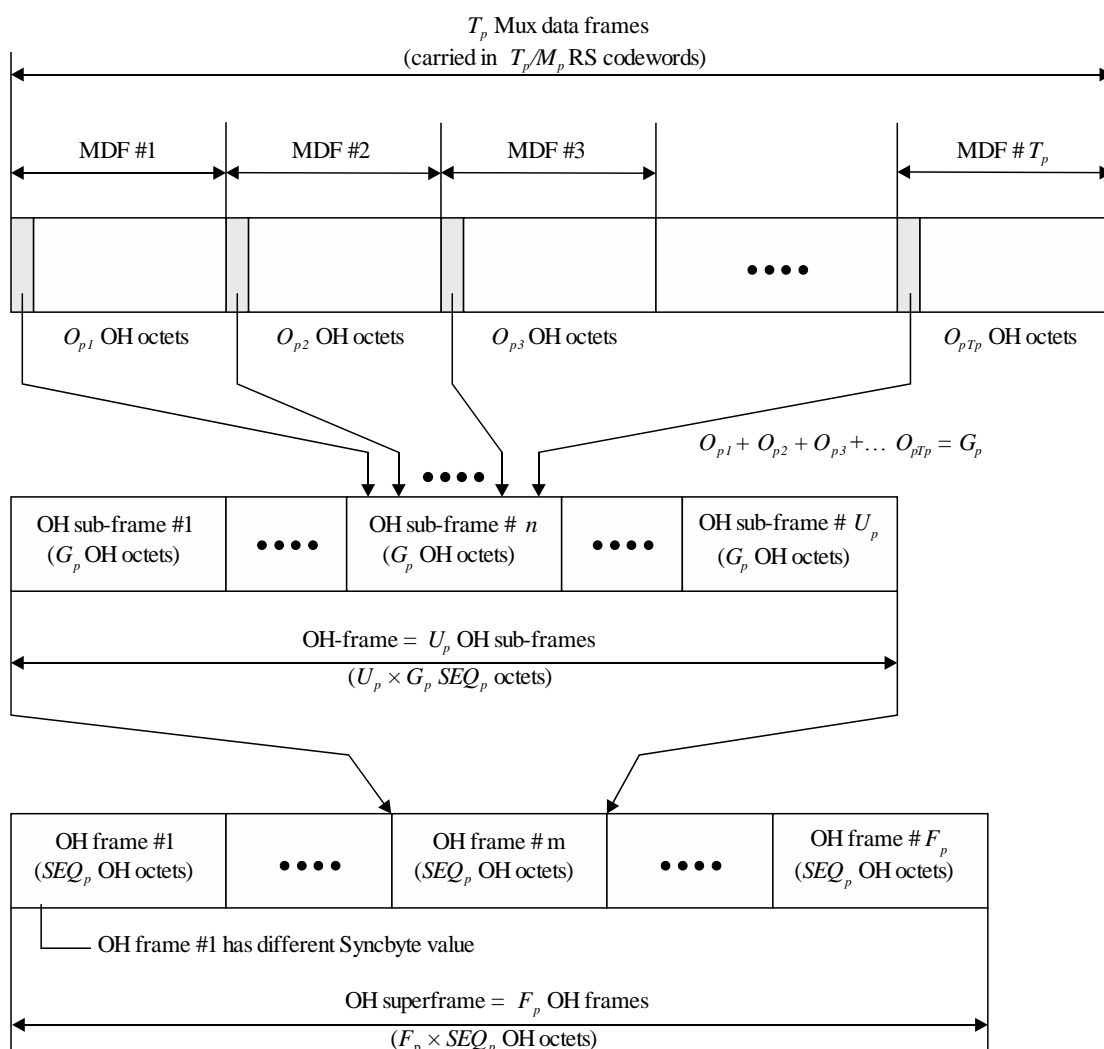 T_p Mux data frames
(carried in T_p/M_p RS codewords)
MDF #1
MDF #2
MDF #3
MDF # T_p
O_p1 OH octets
O_p2 OH octets
O_p3 OH octets
O_pTp OH octets
O_p1 + O_p2 + O_p3 +… O_pTp = G_p
OH sub-frame #1
(G_p OH octets)
OH sub-frame # n
(G_p OH octets)
OH sub-frame # U_p
(G_p OH octets)
OH-frame = U_p OH sub-frames
(U_p × G_p SEQ_p octets)
OH frame #1
(SEQ_p OH octets)
OH frame # m
(SEQ_p OH octets)
OH frame # F_p
(SEQ_p OH octets)
OH frame #1 has different Syncbyte value
OH superframe = F_p OH frames
(F_p × SEQ_p OH octets)